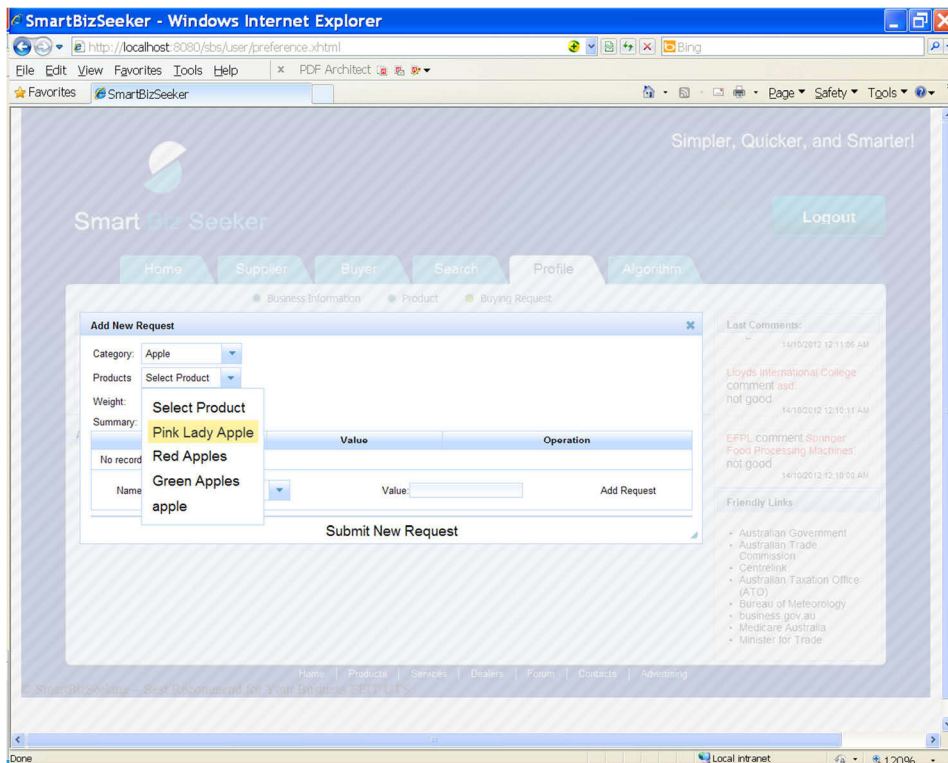 SmartBizSeeker - Windows Internet Explorer
http://localhost:8080/sbs/user/preference.xhtml
Bing
File Edit View Favorites Tools Help x PDF Architect
Favorites SmartBizSeeker Page Safety Tools
Simpler, Quicker, and Smarter!
Smart Biz Seeker
Logout
Home Supplier Buyer Search Profile Algorithm
Business Information Product Buying Request
Add New Request
Category: Apple
Products Select Product
Weight:
Summary:
Select Product
Pink Lady Apple
Red Apples
Green Apples
apple
Value Operation
No record
Name Value: Add Request
Submit New Request
Last Comments:
14/10/2012 12:11:06 AM
Lloyds International College
comment asd
not good
14/10/2012 12:10:11 AM
EFPL comment Springer
Food Processing Machines
not good
14/10/2012 12:10:00 AM
Friendly Links
Australian Government
Australian Trade
Commission
Centrelink
Australian Taxation Office
(ATO)
Bureau of Meteorology
business.gov.au
Medicare Australia
Minister for Trade
Home | Products | Services | Dealers | Forum | Contacts | Advertising
Done Local intranet 120%